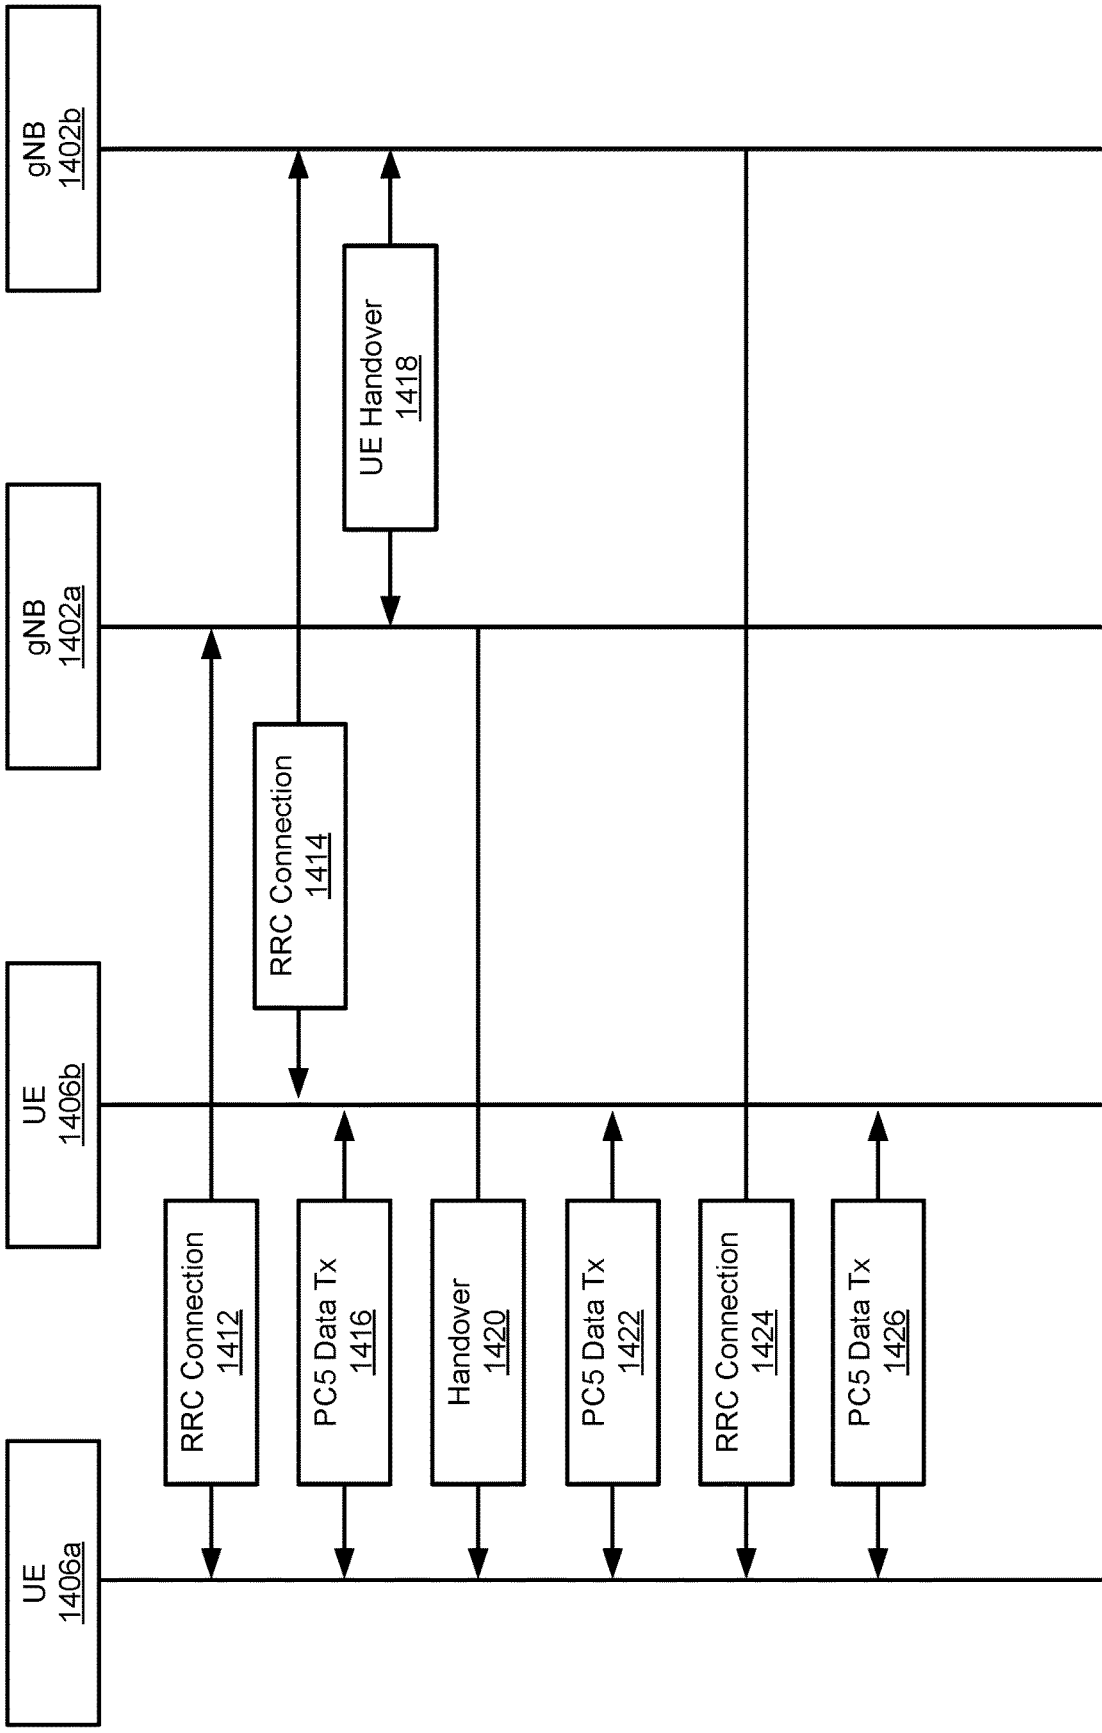 UE
1406a
UE
1406b
gNB
1402a
gNB
1402b
RRC Connection
1412
RRC Connection
1414
PC5 Data Tx
1416
UE Handover
1418
Handover
1420
PC5 Data Tx
1422
RRC Connection
1424
PC5 Data Tx
1426